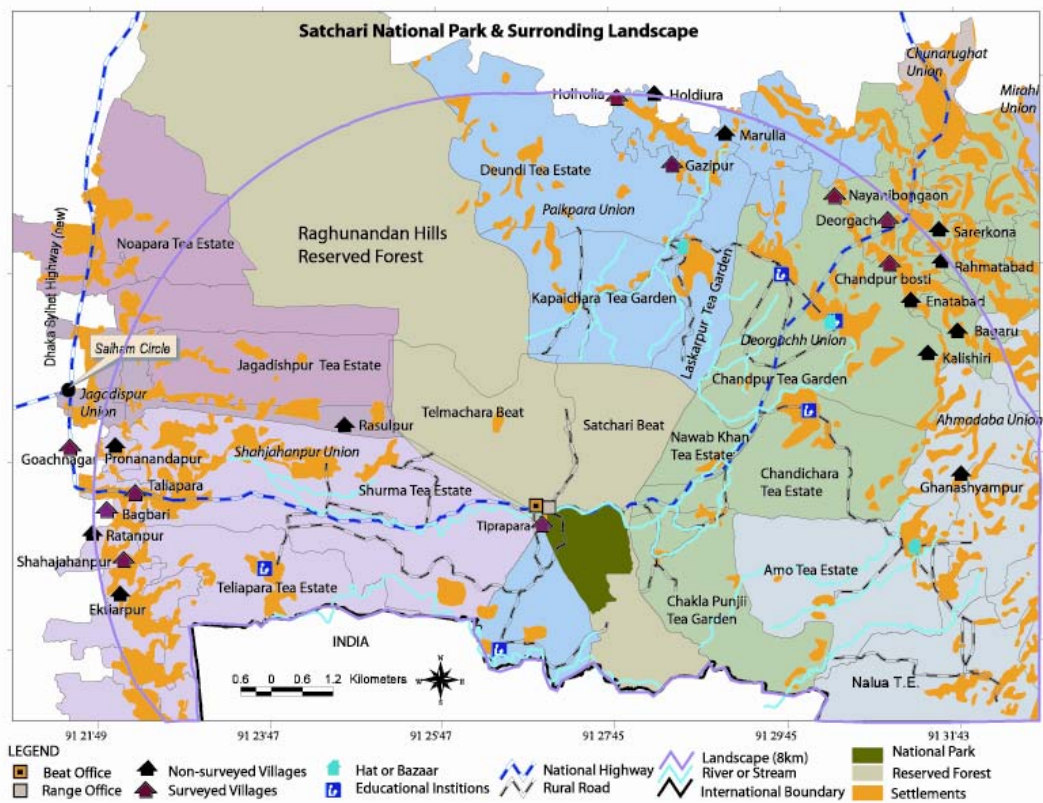 Satchari National Park & Surronding Landscape
Chunarughat
Union
Mirahi
Union
Holholia
Holdiura
Marulla
Deundi Tea Estate
Gazipur
Nayanibongaon
Paikpara Union
Deorgach
Sarerkona
Noapara Tea Estate
Raghunandan Hills
Reserved Forest
Dhaka Sylhet Highway (new)
Rahmatabad
Chandpur bosti
Kapaichara Tea Garden
Enatabad
Laskarpur Tea Garden
Bagaru
Saiham Circle
Deorgachh Union
Kalishiri
Jagadishpur Tea Estate
Chandpur Tea Garden
Jagodispur
Union
Telmachara Beat
Satchari Beat
Ahmadaba Union
Rasulpur
Nawab Khan
Tea Estate
Goachnagar
Pronanandapur
Shahjahanpur Union
Chandichara
Tea Estate
Ghanashyampur
Taliapara
Shurma Tea Estate
Bagbari
Tiprapara
Ratanpur
Shahajahanpur
Amo Tea Estate
Teliapara Tea Estate
Ektiarpur
Chakla Punjii
Tea Garden
INDIA
Nalua T.E.
N
0.6 0 0.6 1.2 Kilometers
91 21'49 91 23'47 91 25'47 91 27'45 91 29'45 91 31'43
LEGEND
Beat Office
Non-surveyed Villages
Hat or Bazaar
National Highway
Landscape (8km)
National Park
Range Office
Surveyed Villages
Educational Insitions
Rural Road
River or Stream
International Boundary
Reserved Forest
Settlements